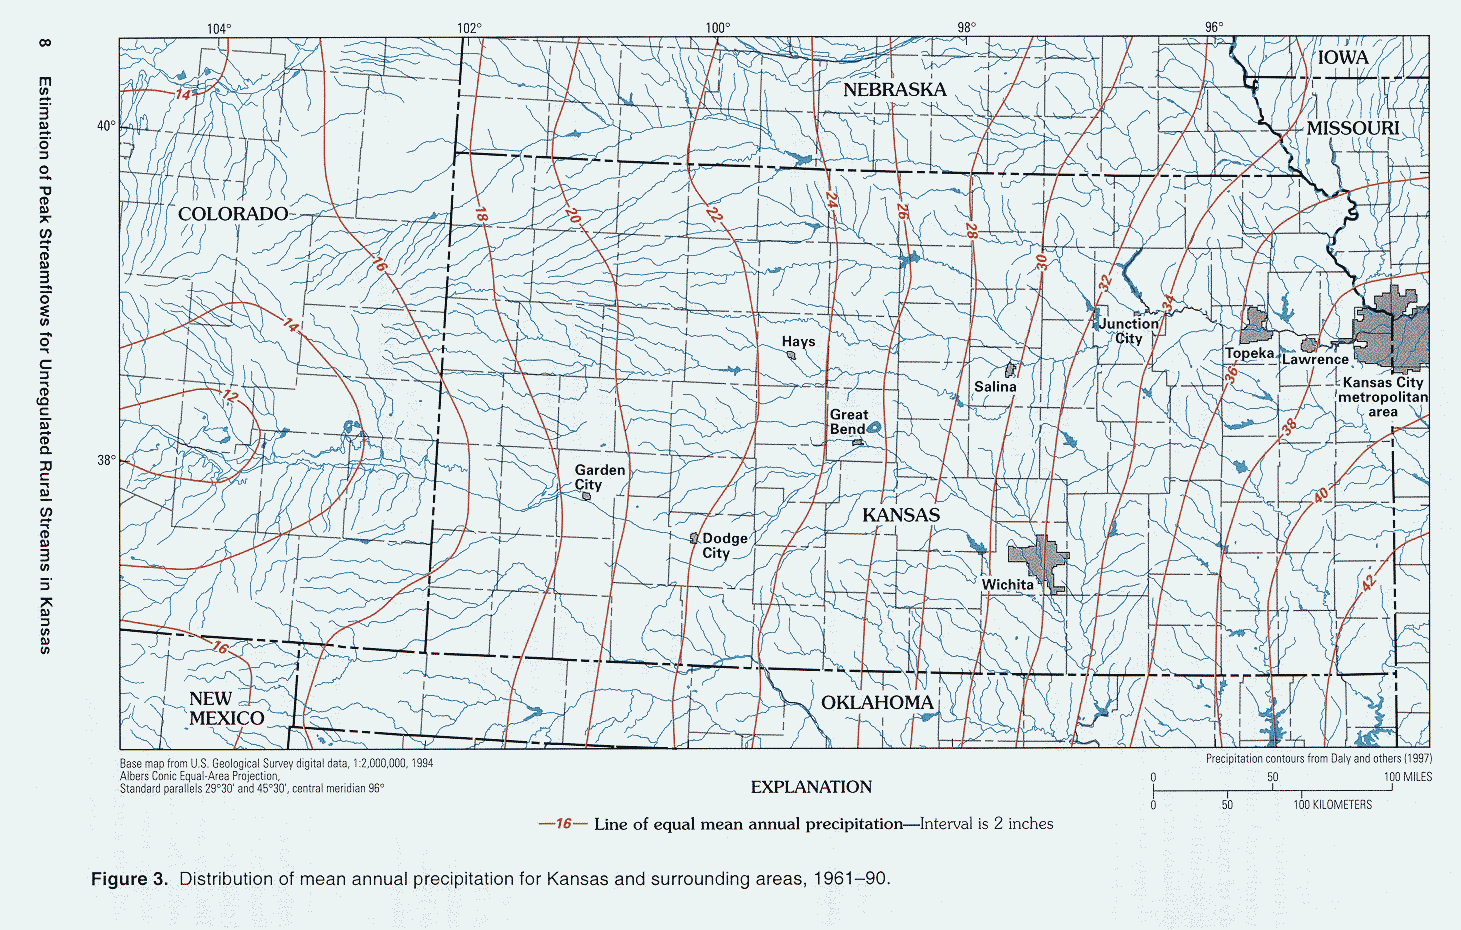 8
Estimation of Peak Streamflows for Unregulated Rural Streams in Kansas
104°
102°
100°
98°
96°
40°
38°
IOWA
NEBRASKA
MISSOURI
COLORADO
14
18
20
22
24
26
28
30
32
34
16
14
12
36
38
40
42
16
Junction
City
Topeka
Lawrence
Kansas City
metropolitan
area
Hays
Salina
Great
Bend
Garden
City
KANSAS
Dodge
City
Wichita
NEW
MEXICO
OKLAHOMA
Base map from U.S. Geological Survey digital data, 1:2,000,000, 1994
Albers Conic Equal-Area Projection,
Standard parallels 29°30' and 45°30', central meridian 96°
Precipitation contours from Daly and others (1997)
0 50 100 MILES
0 50 100 KILOMETERS
EXPLANATION
—16— Line of equal mean annual precipitation—Interval is 2 inches
Figure 3. Distribution of mean annual precipitation for Kansas and surrounding areas, 1961–90.